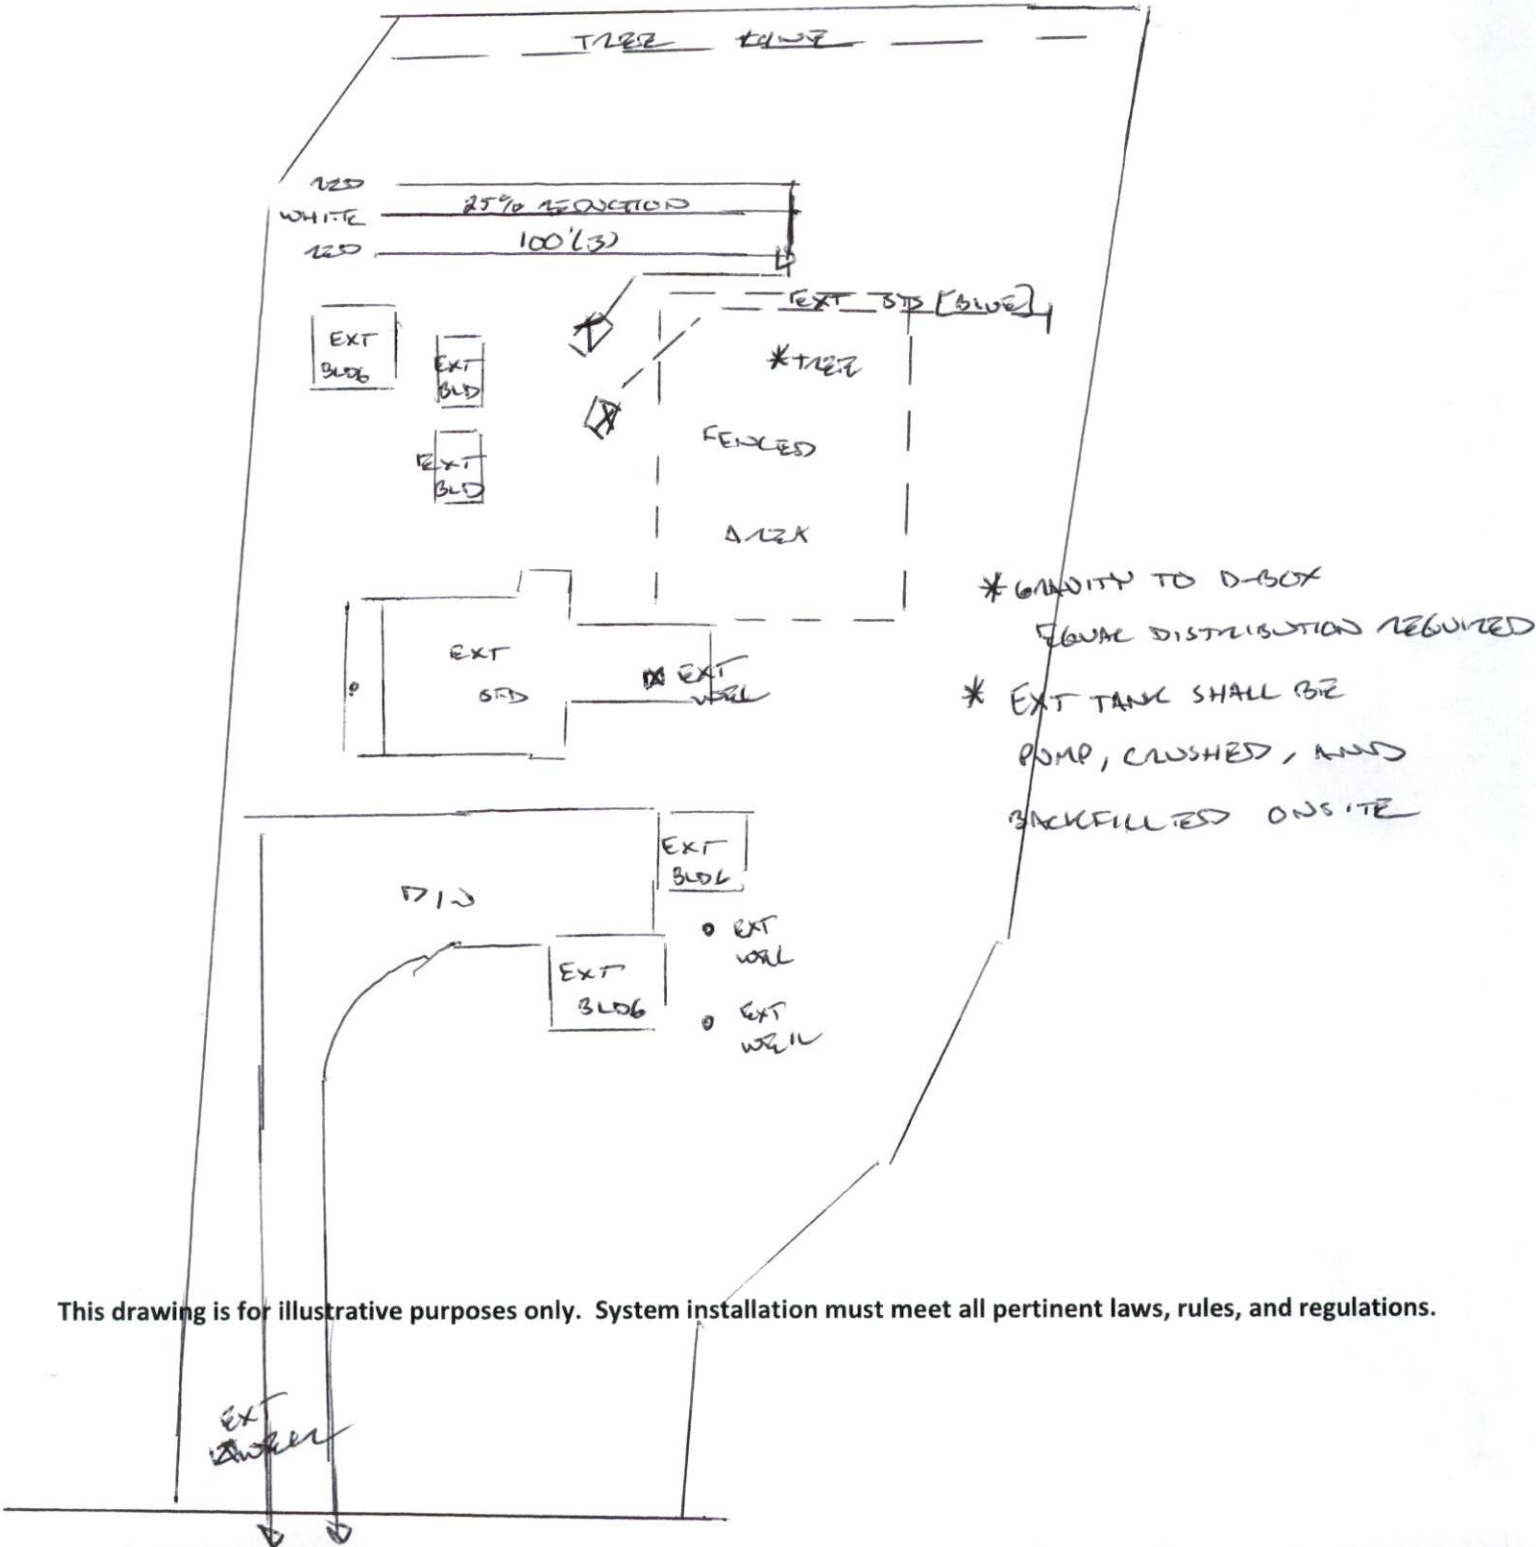 TREE LINE
RED
25% REDUCTION
WHITE
100'(3)
RED
EXT SYS [BLUE]
EXT
BLDG
EXT
BLD
*TREE
FENCED
EXT
BLD
AREA
*GRAVITY TO D-BOX
EQUAL DISTRIBUTION REQUIRED
EXT
EXT
WELL
* EXT TANK SHALL BE
PUMP, CRUSHED, AND
BACKFILLED ONSITE
EXT
BLDG
D/W
EXT
WELL
EXT
BLDG
EXT
WELL
This drawing is for illustrative purposes only. System installation must meet all pertinent laws, rules, and regulations.
EXT